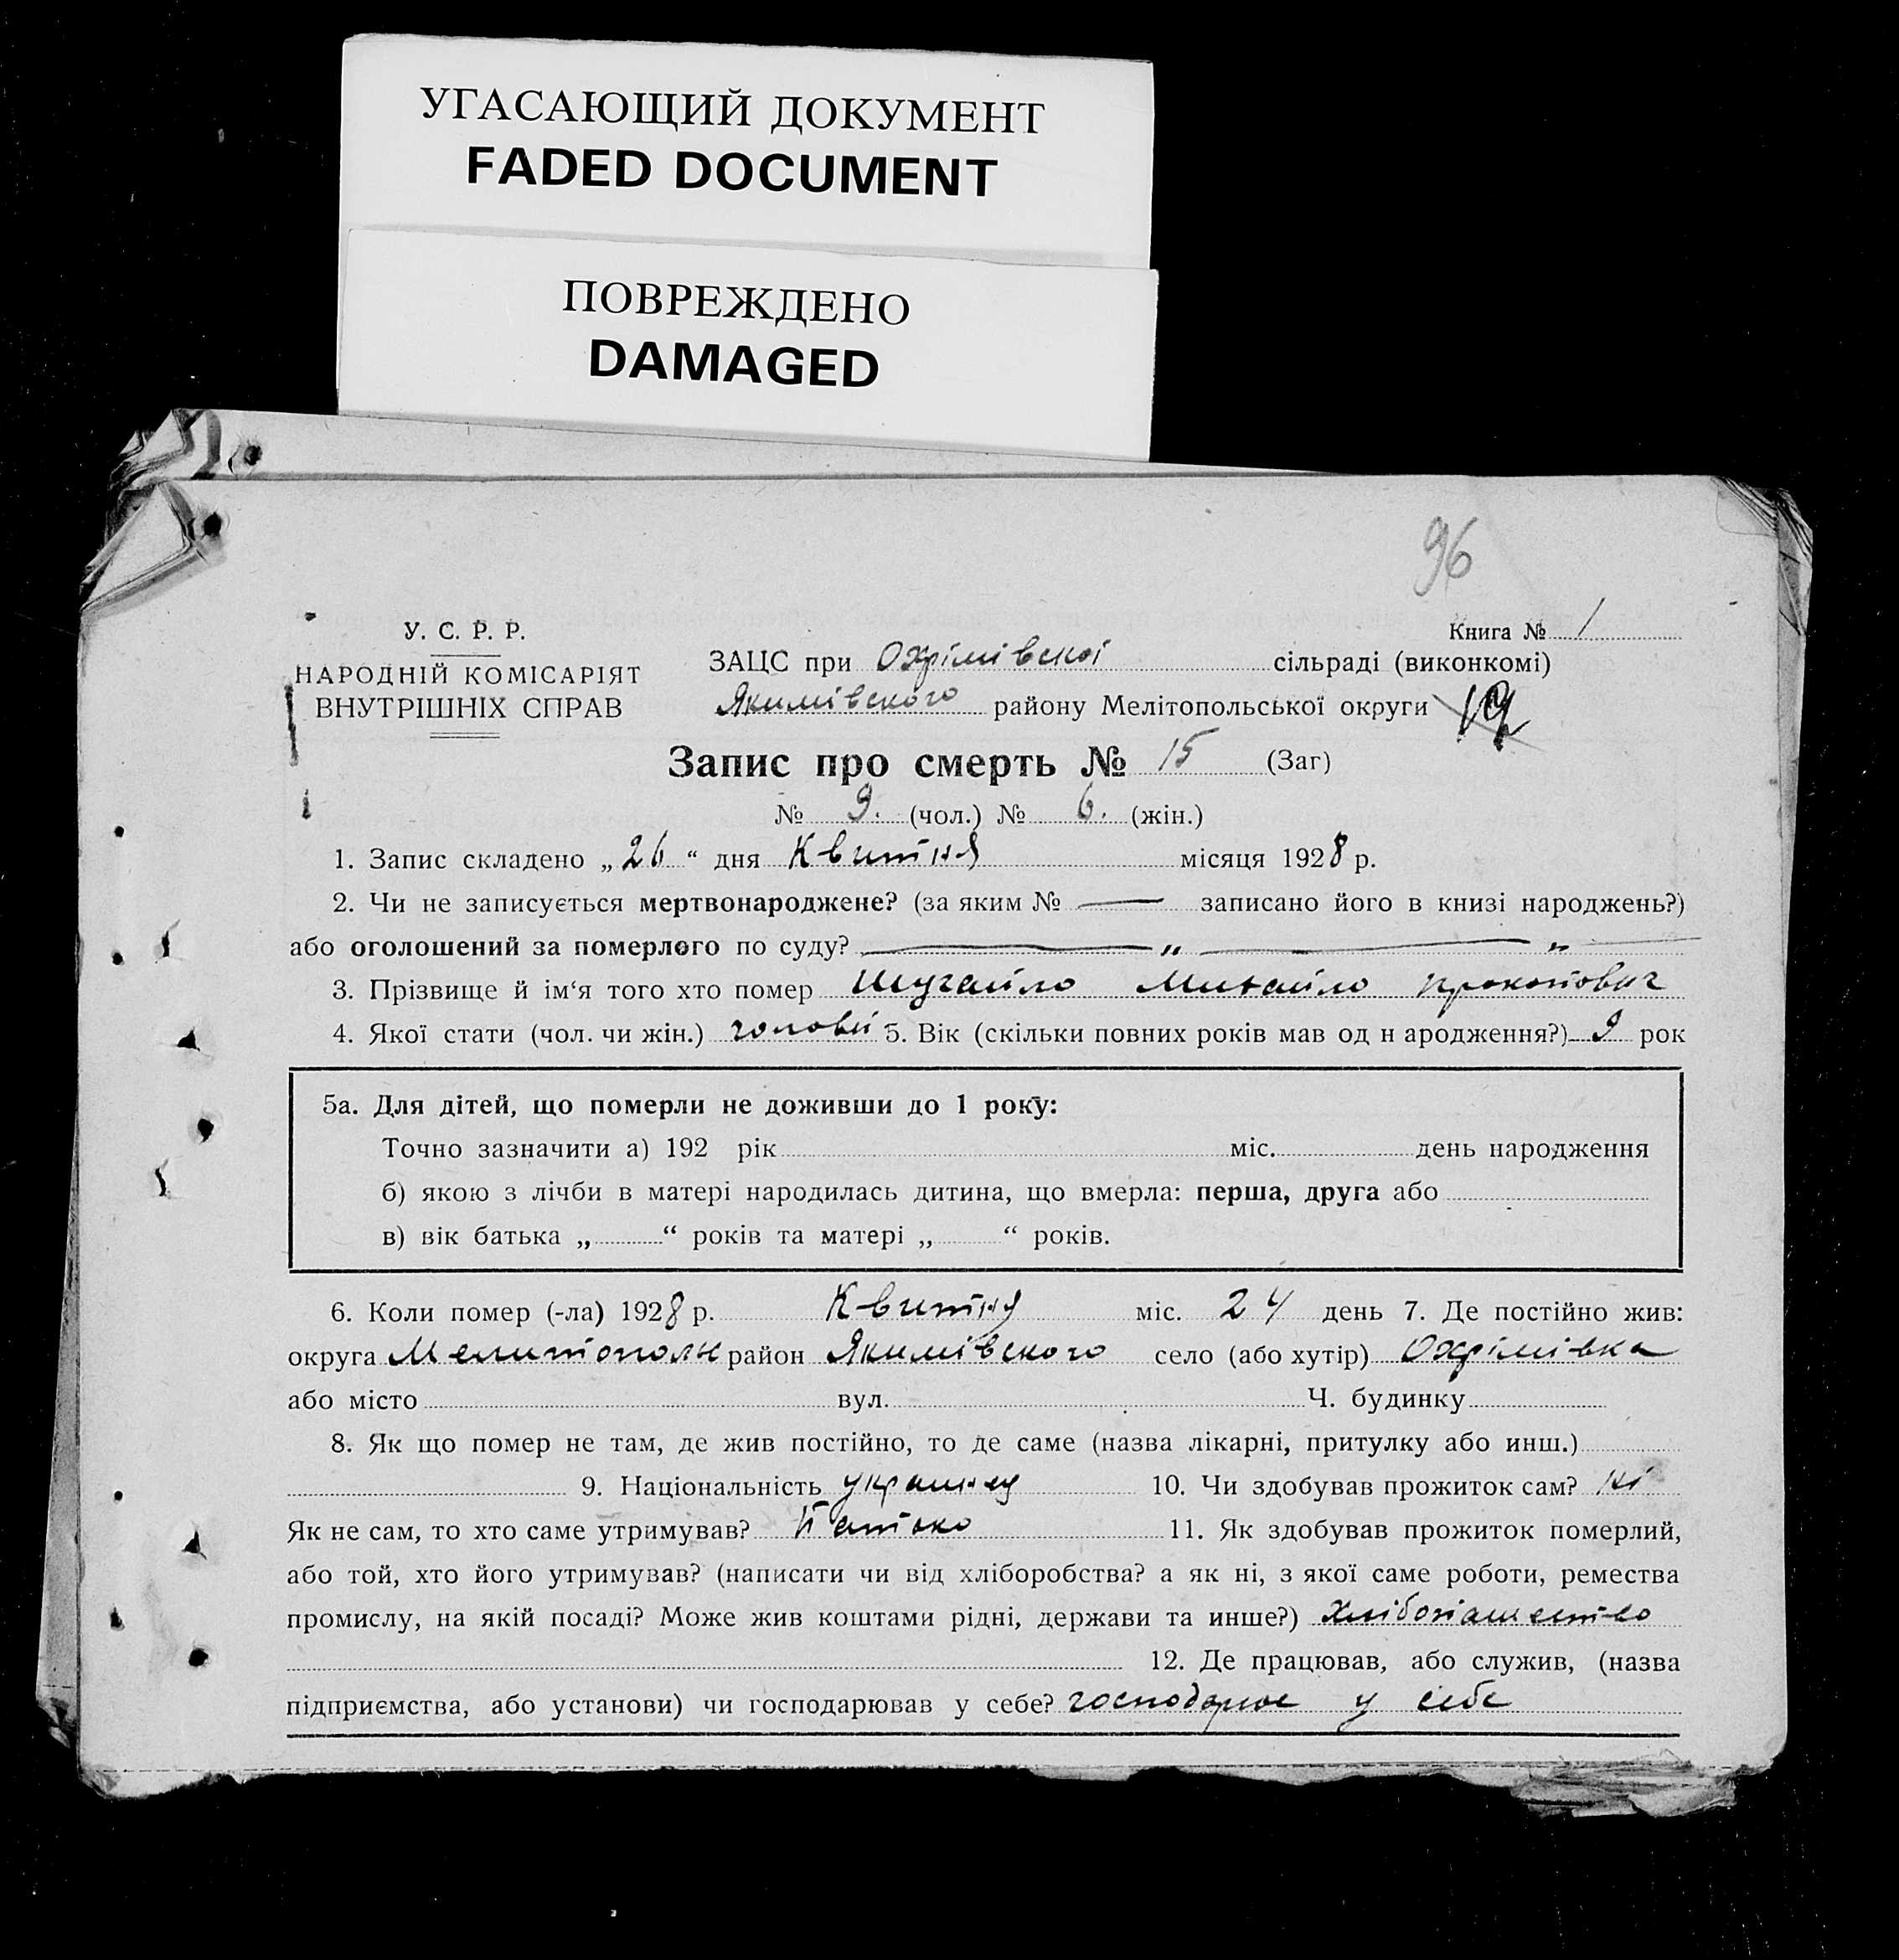 УГАСАЮЩИЙ ДОКУМЕНТ
FADED DOCUMENT
ПОВРЕЖДЕНО
DAMAGED
96
У. С. Р. Р.
НАРОДНІЙ КОМІСАРІЯТ
ВНУТРІШНІХ СПРАВ
Книга № 1
ЗАЦС при Охрімівскої сільраді (виконкомі)
Якимівского району Мелітопольської округи
Запис про смерть № 15 (Заг)
№ 9. (чол.) № 6. (жін.)
1. Запис складено „26“ дня Квитня місяця 1928 р.
2. Чи не записується мертвонароджене? (за яким № — записано його в книзі народжень?)
або оголошений за померлого по суду? — „ — „
3. Прізвище й ім‘я того хто помер Шугайло Михайло Прокопович
4. Якої стати (чол. чи жін.) чоловій 5. Вік (скільки повних років мав од н ародження?) 9 рок
5а. Для дітей, що померли не доживши до 1 року:
Точно зазначити а) 192 рік міс. день народження
б) якою з лічби в матері народилась дитина, що вмерла: перша, друга або
в) вік батька „ “ років та матері „ “ років.
6. Коли помер (-ла) 1928 р. Квитня міс. 24 день 7. Де постійно жив:
округа Мелитополн район Якимівского село (або хутір) Охрімівка
або місто вул. Ч. будинку
8. Як що помер не там, де жив постійно, то де саме (назва лікарні, притулку або инш.)
9. Національність украинец 10. Чи здобував прожиток сам? ні
Як не сам, то хто саме утримував? Батько 11. Як здобував прожиток померлий,
або той, хто його утримував? (написати чи від хліборобства? а як ні, з якої саме роботи, ремества
промислу, на якій посаді? Може жив коштами рідні, держави та инше?) Хлібопашество
12. Де працював, або служив, (назва
підприємства, або установи) чи господарював у себе? господарює у себе